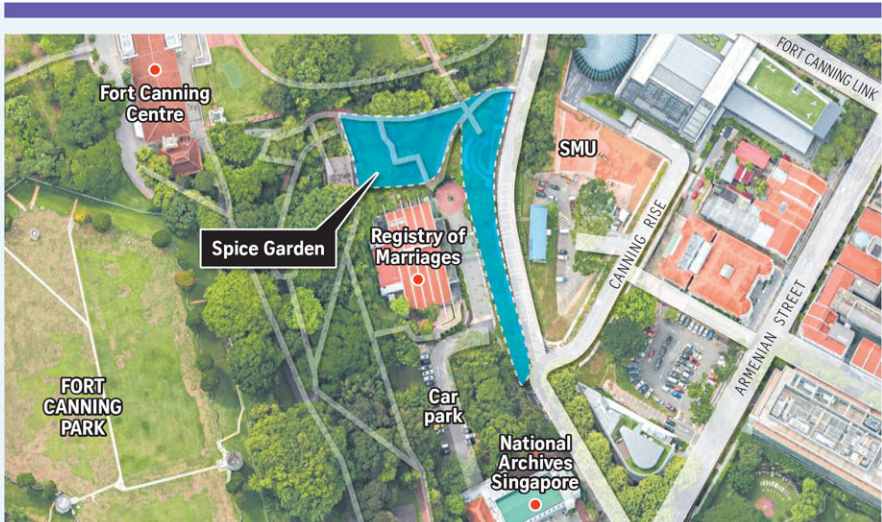 FORT CANNING LINK
Fort Canning
Centre
SMU
Spice Garden
Registry of
Marriages
CANNING RISE
ARMENIAN STREET
FORT
CANNING
PARK
Car
park
National
Archives
Singapore